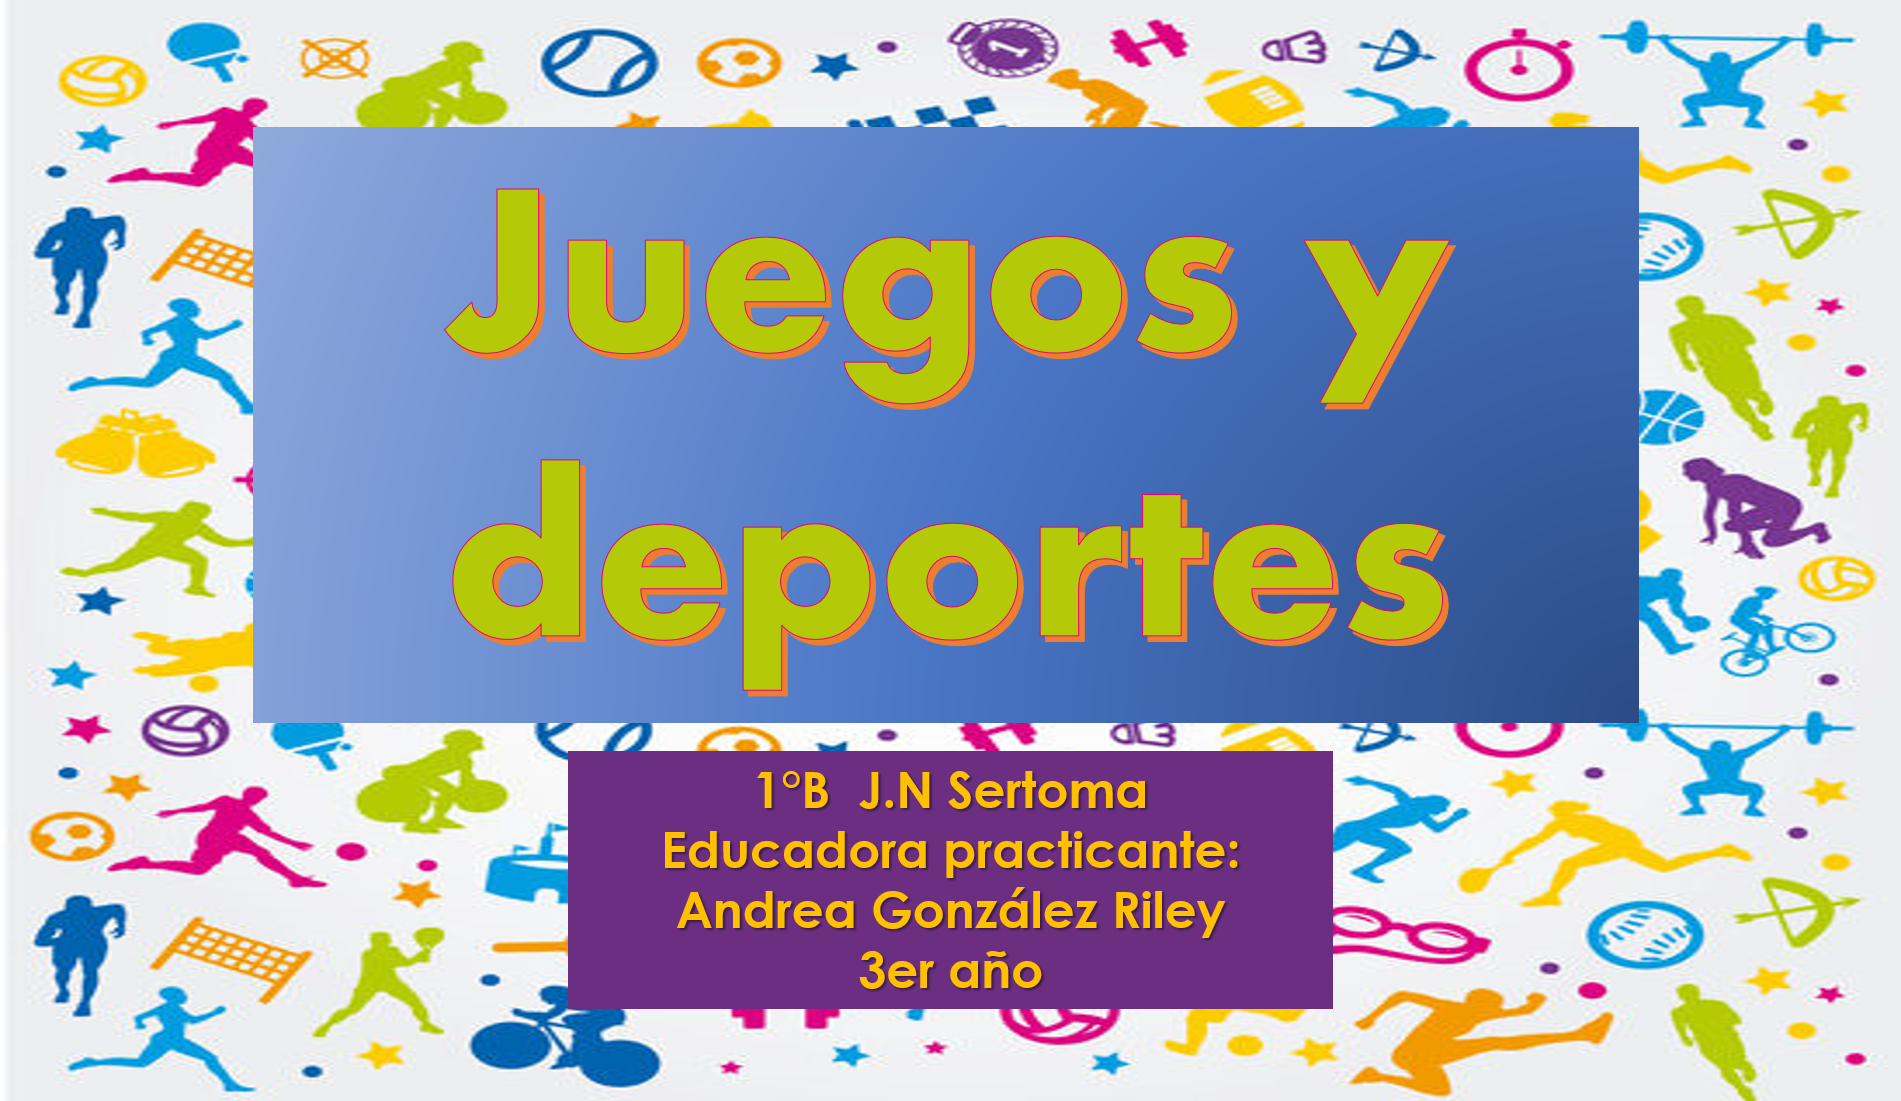 Juegos y
deportes
1°B  J.N Sertoma
Educadora practicante:
Andrea González Riley
3er año